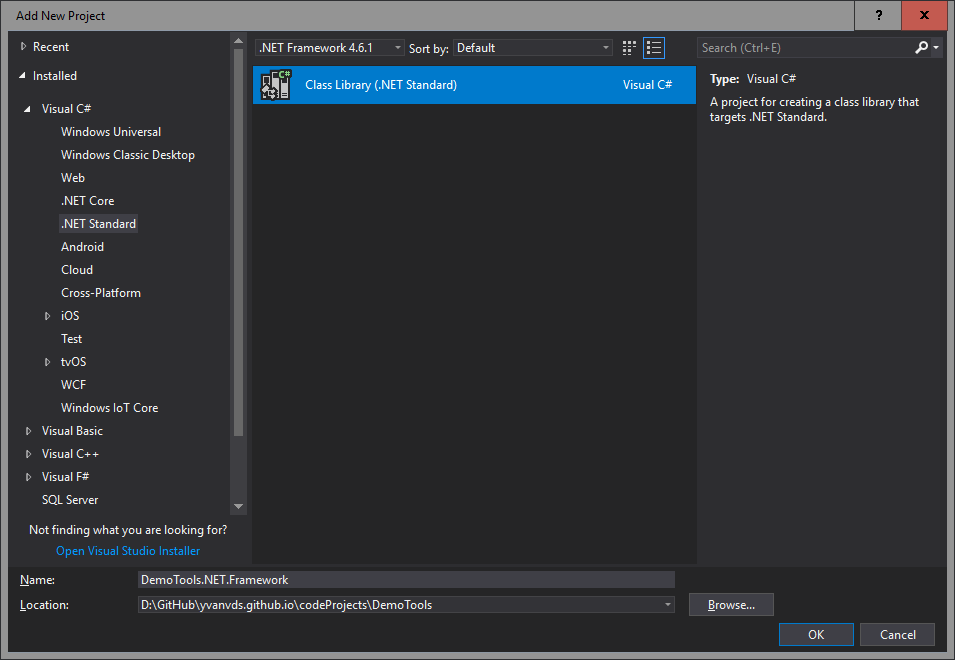 Add New Project
?
x
Recent
Installed
Visual C#
Windows Universal
Windows Classic Desktop
Web
.NET Core
.NET Standard
Android
Cloud
Cross-Platform
iOS
Test
tvOS
WCF
Windows IoT Core
Visual Basic
Visual C++
Visual F#
SQL Server
Not finding what you are looking for?
Open Visual Studio Installer
.NET Framework 4.6.1 Sort by: Default
C# Class Library (.NET Standard) Visual C#
Search (Ctrl+E)
Type: Visual C#
A project for creating a class library that
targets .NET Standard.
Name: DemoTools.NET.Framework
Location: D:\GitHub\yvanvds.github.io\codeProjects\DemoTools
Browse...
OK Cancel